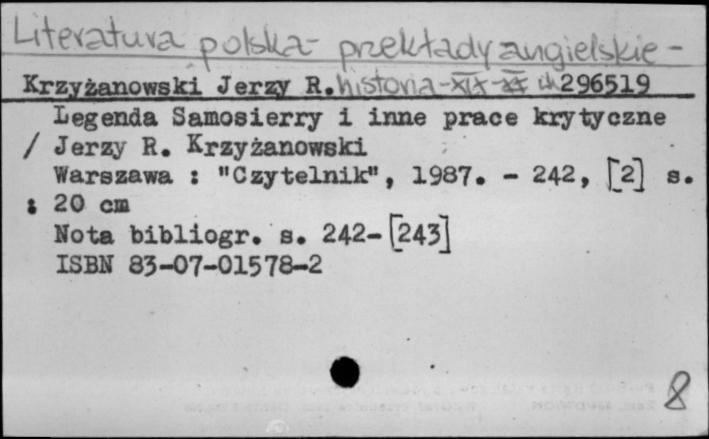 Literatura polska - przekłady angielskie -
Krzyżanowski Jerzy R. historia - XIX - XX w. 296519
Legenda Samosierry i inne prace krytyczne
/ Jerzy R. Krzyżanowski
Warszawa : "Czytelnik", 1987. - 242, [2] s.
: 20 cm
Nota bibliogr. s. 242-[243]
ISBN 83-07-01578-2
8